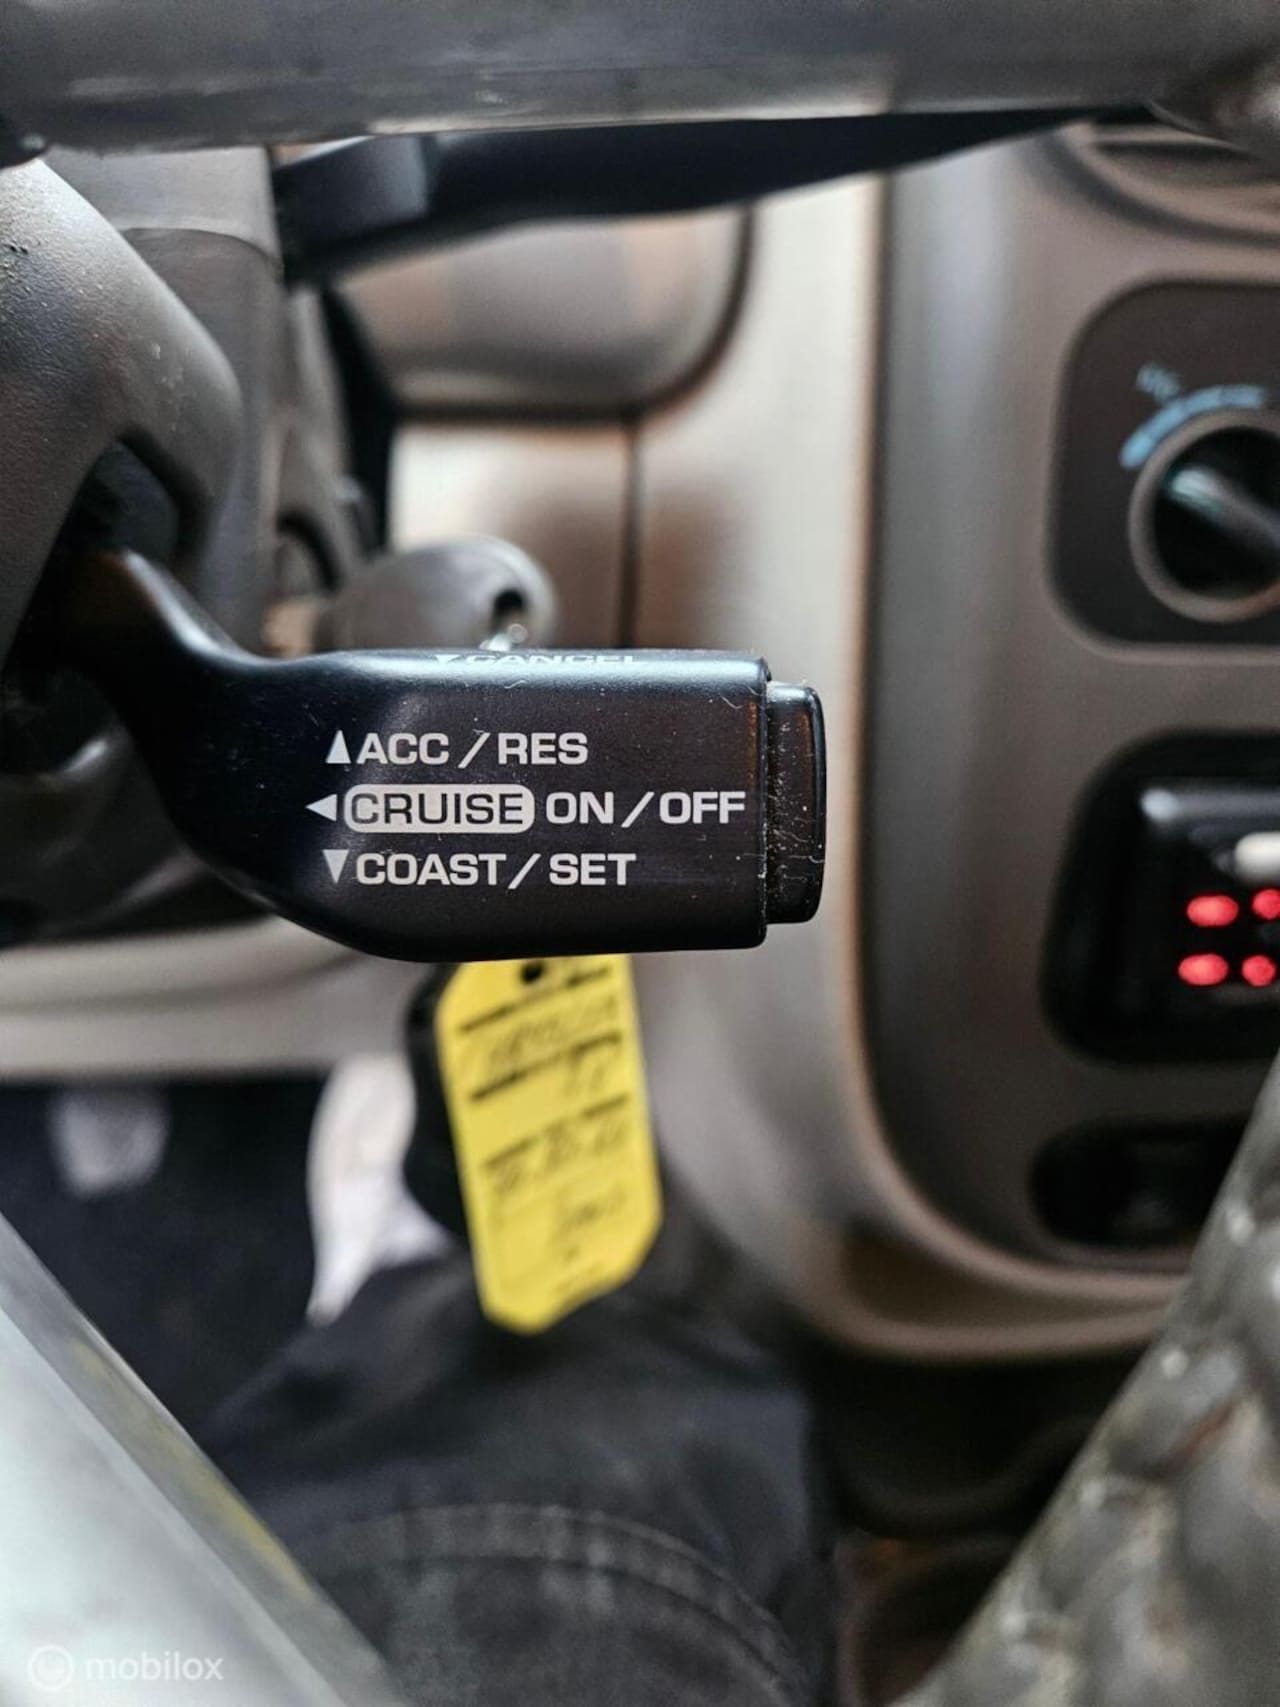 ▼CANCEL
▲ACC/RES
◀CRUISE ON/OFF
▼COAST/SET
mobilox